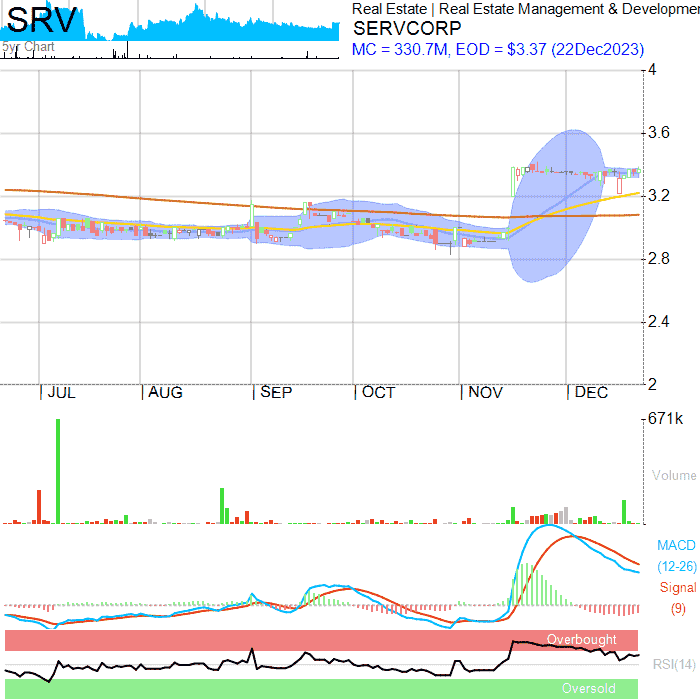 SRV
5yr Chart
Real Estate | Real Estate Management & Developmen
SERVCORP
MC = 330.7M, EOD = $3.37 (22Dec2023)
4
3.6
3.2
2.8
2.4
2
| JUL | AUG | SEP | OCT | NOV | DEC
671k
Volume
MACD
(12-26)
Signal
(9)
Overbought
RSI(14)
Oversold